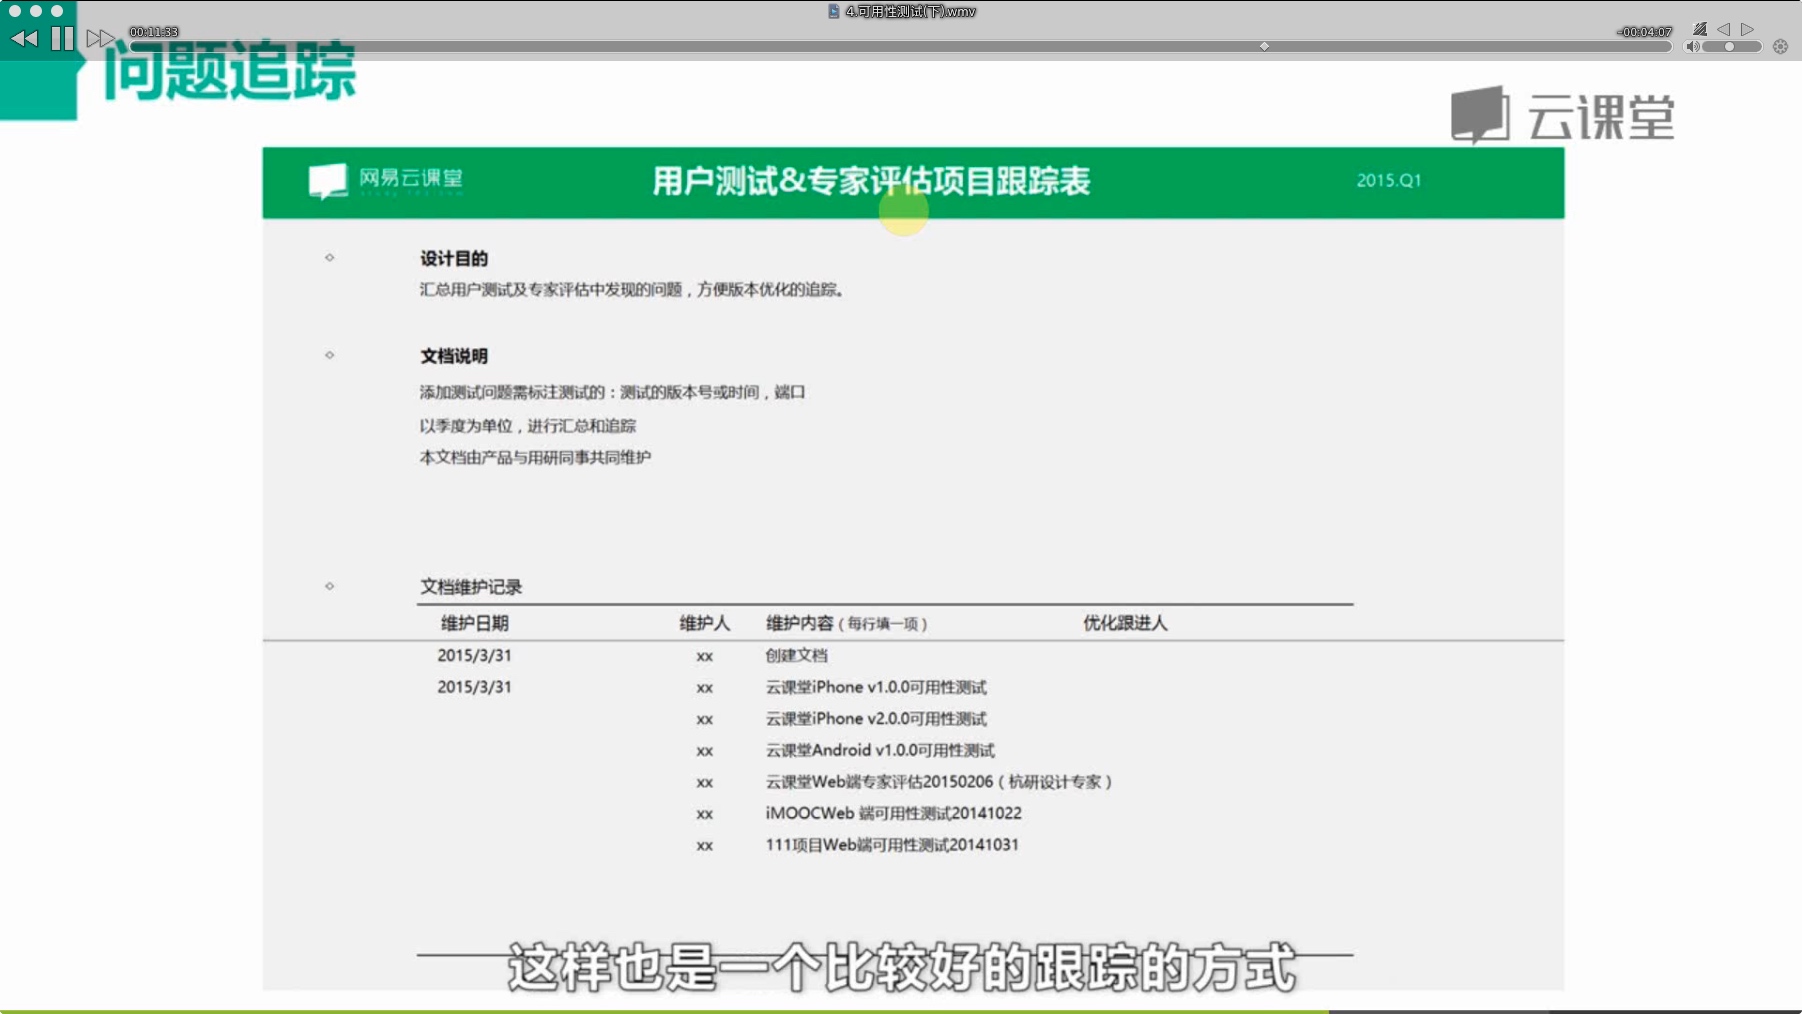 4.可用性测试(下).wmv
00:11:33
-00:04:07
问题追踪
云课堂
网易云课堂
用户测试&专家评估项目跟踪表
2015.Q1
设计目的
汇总用户测试及专家评估中发现的问题，方便版本优化的追踪。
文档说明
添加测试问题需标注测试的：测试的版本号或时间，端口
以季度为单位，进行汇总和追踪
本文档由产品与用研同事共同维护
文档维护记录
维护日期 维护人 维护内容（每行填一项） 优化跟进人
2015/3/31 xx 创建文档
2015/3/31 xx 云课堂iPhone v1.0.0可用性测试
xx 云课堂iPhone v2.0.0可用性测试
xx 云课堂Android v1.0.0可用性测试
xx 云课堂Web端专家评估20150206（杭研设计专家）
xx iMOOCWeb 端可用性测试20141022
xx 111项目Web端可用性测试20141031
这样也是一个比较好的跟踪的方式